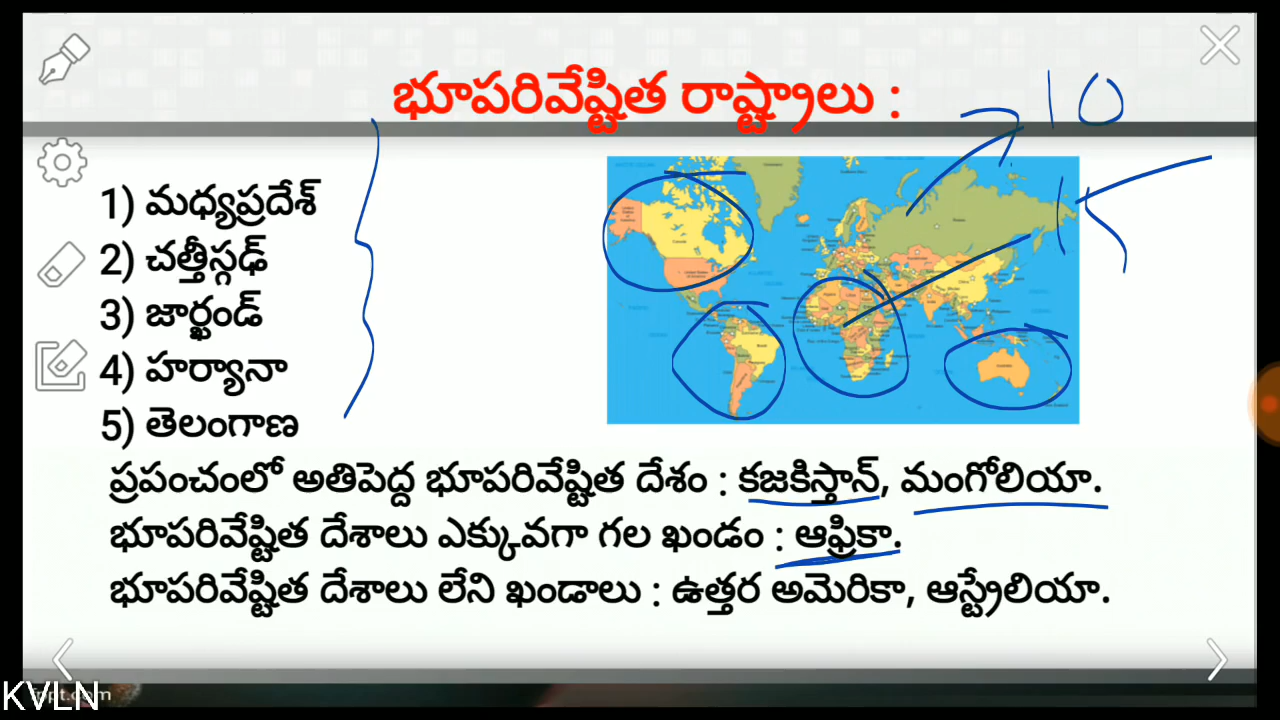 భూపరివేష్టిత రాష్ట్రాలు :
10
15
1) మధ్యప్రదేశ్
2) చత్తీస్గఢ్
3) జార్ఖండ్
4) హర్యానా
5) తెలంగాణ
ప్రపంచంలో అతిపెద్ద భూపరివేష్టిత దేశం : కజకిస్తాన్, మంగోలియా.
భూపరివేష్టిత దేశాలు ఎక్కువగా గల ఖండం : ఆఫ్రికా.
భూపరివేష్టిత దేశాలు లేని ఖండాలు : ఉత్తర అమెరికా, ఆస్ట్రేలియా.
KVLN